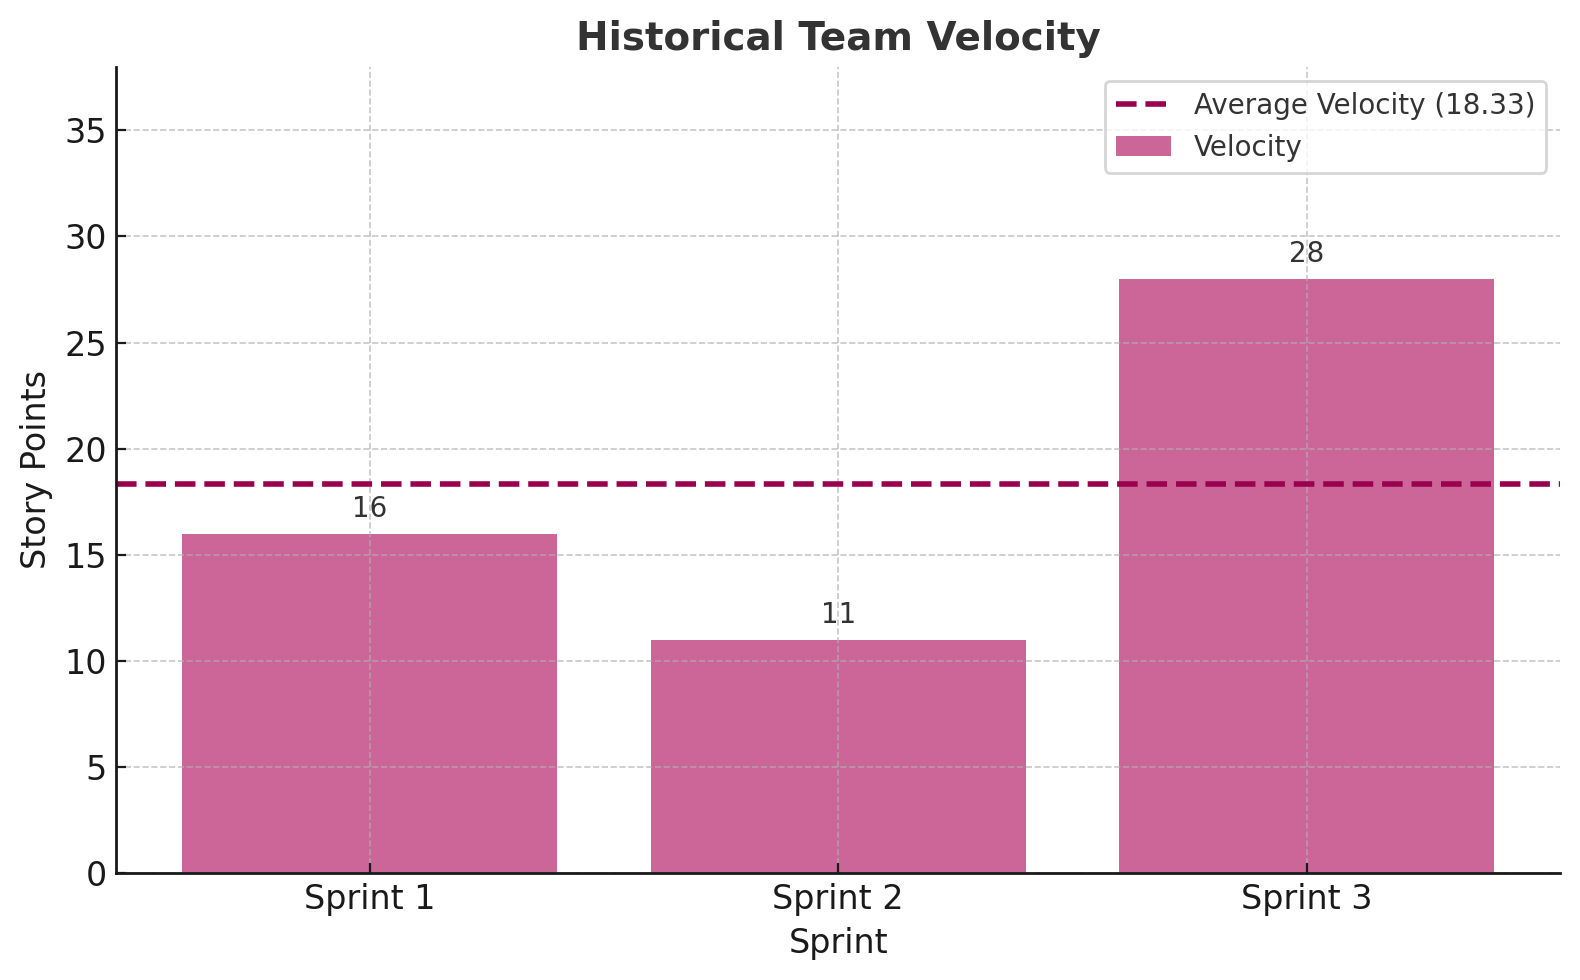 Historical Team Velocity
Average Velocity (18.33)
Velocity
Story Points
35
30
25
20
15
10
5
0
16
11
28
Sprint 1
Sprint 2
Sprint 3
Sprint